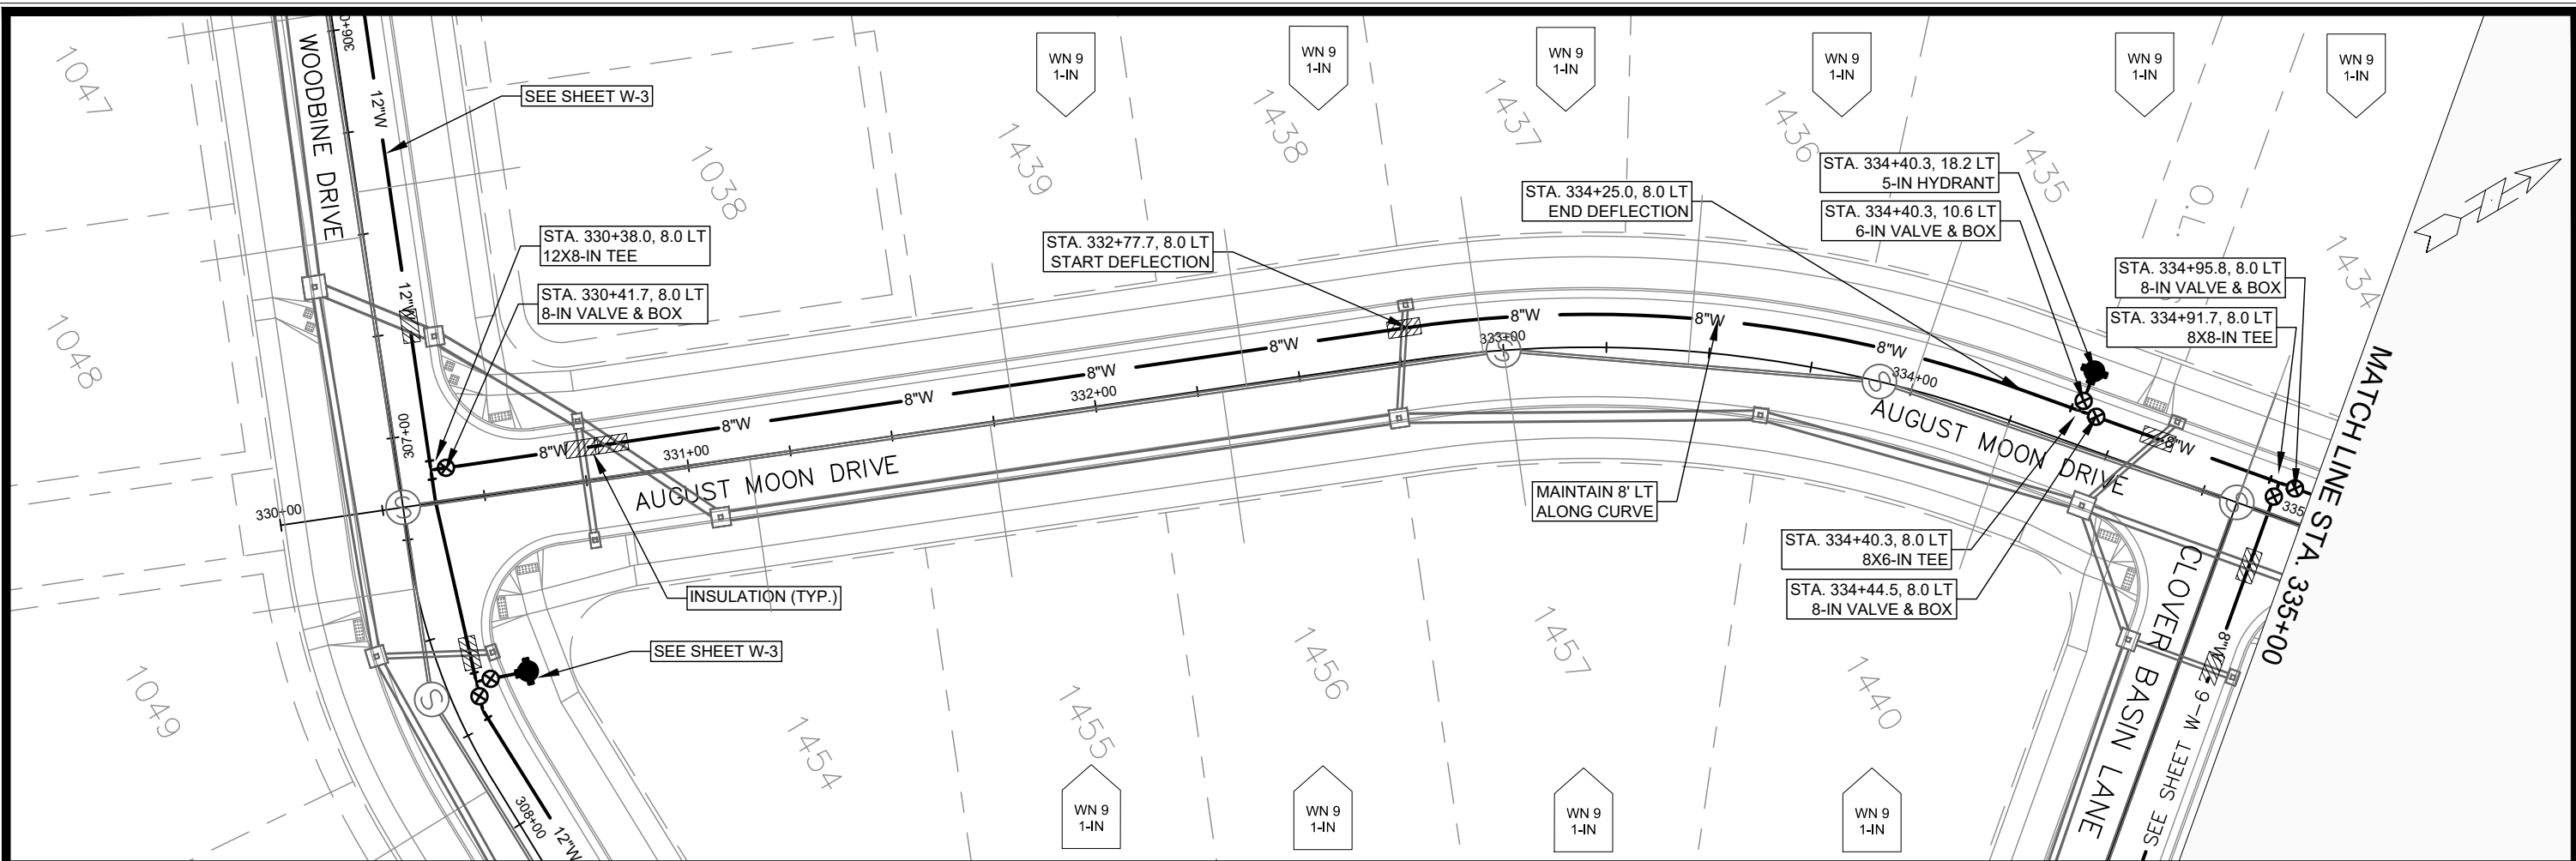 306+0
WOODBINE DRIVE
12"W
SEE SHEET W-3
1047
1038
1439
1438
1437
1436
1435
O.L.
1434
WN 9
1-IN
WN 9
1-IN
WN 9
1-IN
WN 9
1-IN
WN 9
1-IN
WN 9
1-IN
STA. 330+38.0, 8.0 LT
12X8-IN TEE
STA. 330+41.7, 8.0 LT
8-IN VALVE & BOX
12"W
STA. 332+77.7, 8.0 LT
START DEFLECTION
STA. 334+25.0, 8.0 LT
END DEFLECTION
STA. 334+40.3, 18.2 LT
5-IN HYDRANT
STA. 334+40.3, 10.6 LT
6-IN VALVE & BOX
STA. 334+95.8, 8.0 LT
8-IN VALVE & BOX
STA. 334+91.7, 8.0 LT
8X8-IN TEE
1048
307+00
330+00
8"W
8"W
8"W
8"W
8"W
8"W
8"W
8"W
8"W
331+00
332+00
333+00
334+00
335
S
S
S
S
S
AUGUST MOON DRIVE
AUGUST MOON DRIVE
MAINTAIN 8' LT
ALONG CURVE
STA. 334+40.3, 8.0 LT
8X6-IN TEE
STA. 334+44.5, 8.0 LT
8-IN VALVE & BOX
INSULATION (TYP.)
SEE SHEET W-3
MATCH LINE STA. 335+00
CLOVER BASIN LANE
8"W
SEE SHEET W-6
1049
308+00
12"W
1454
1455
1456
1457
1440
WN 9
1-IN
WN 9
1-IN
WN 9
1-IN
WN 9
1-IN
N